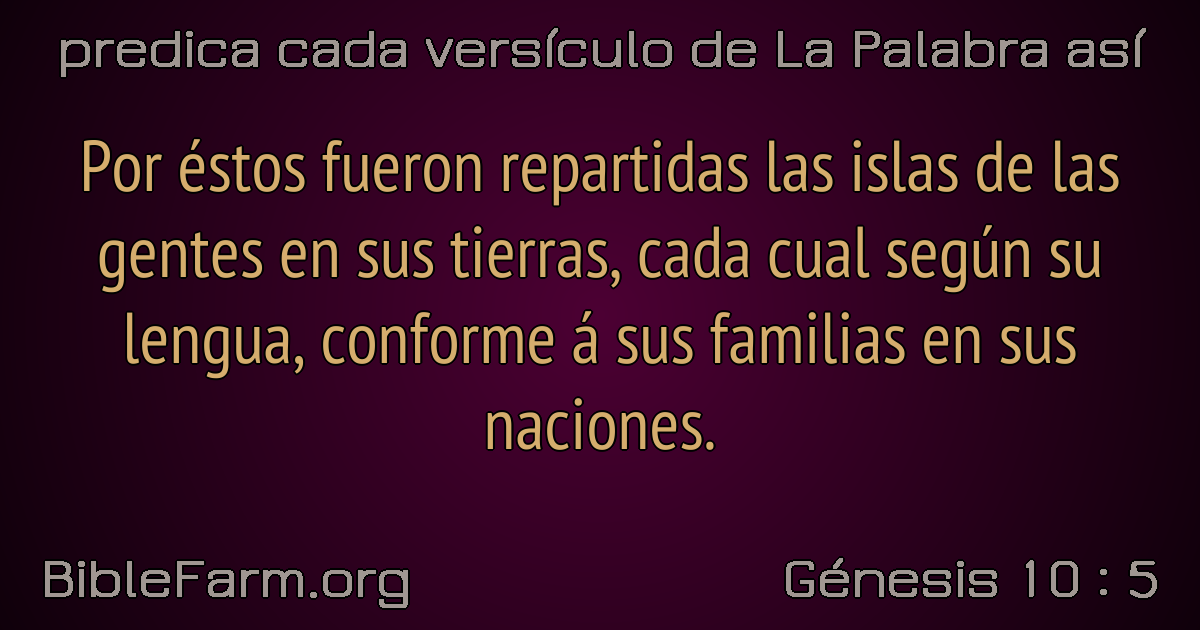 predica cada versículo de La Palabra así
Por éstos fueron repartidas las islas de las
gentes en sus tierras, cada cual según su
lengua, conforme á sus familias en sus
naciones.
BibleFarm.org
Génesis 10 : 5